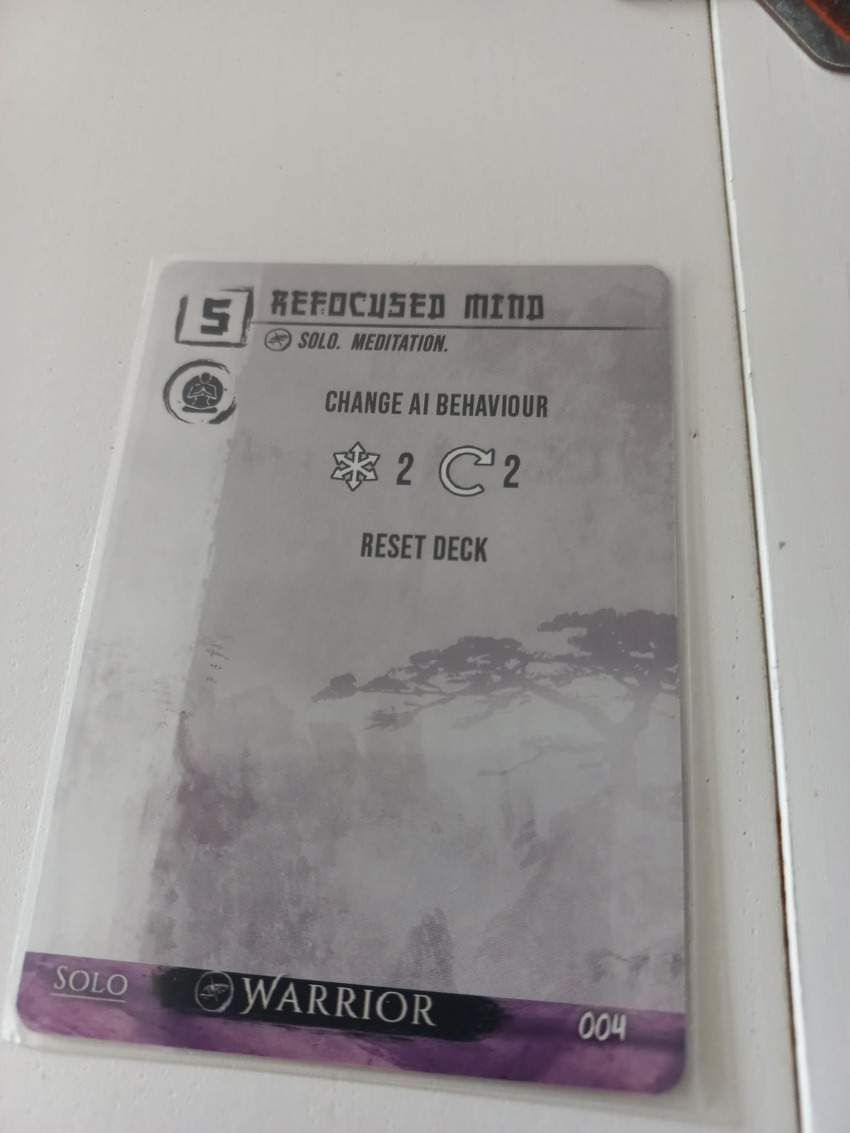 5 REFOCUSED MIND
SOLO. MEDITATION.
CHANGE AI BEHAVIOUR
2 2
RESET DECK
SOLO WARRIOR 004